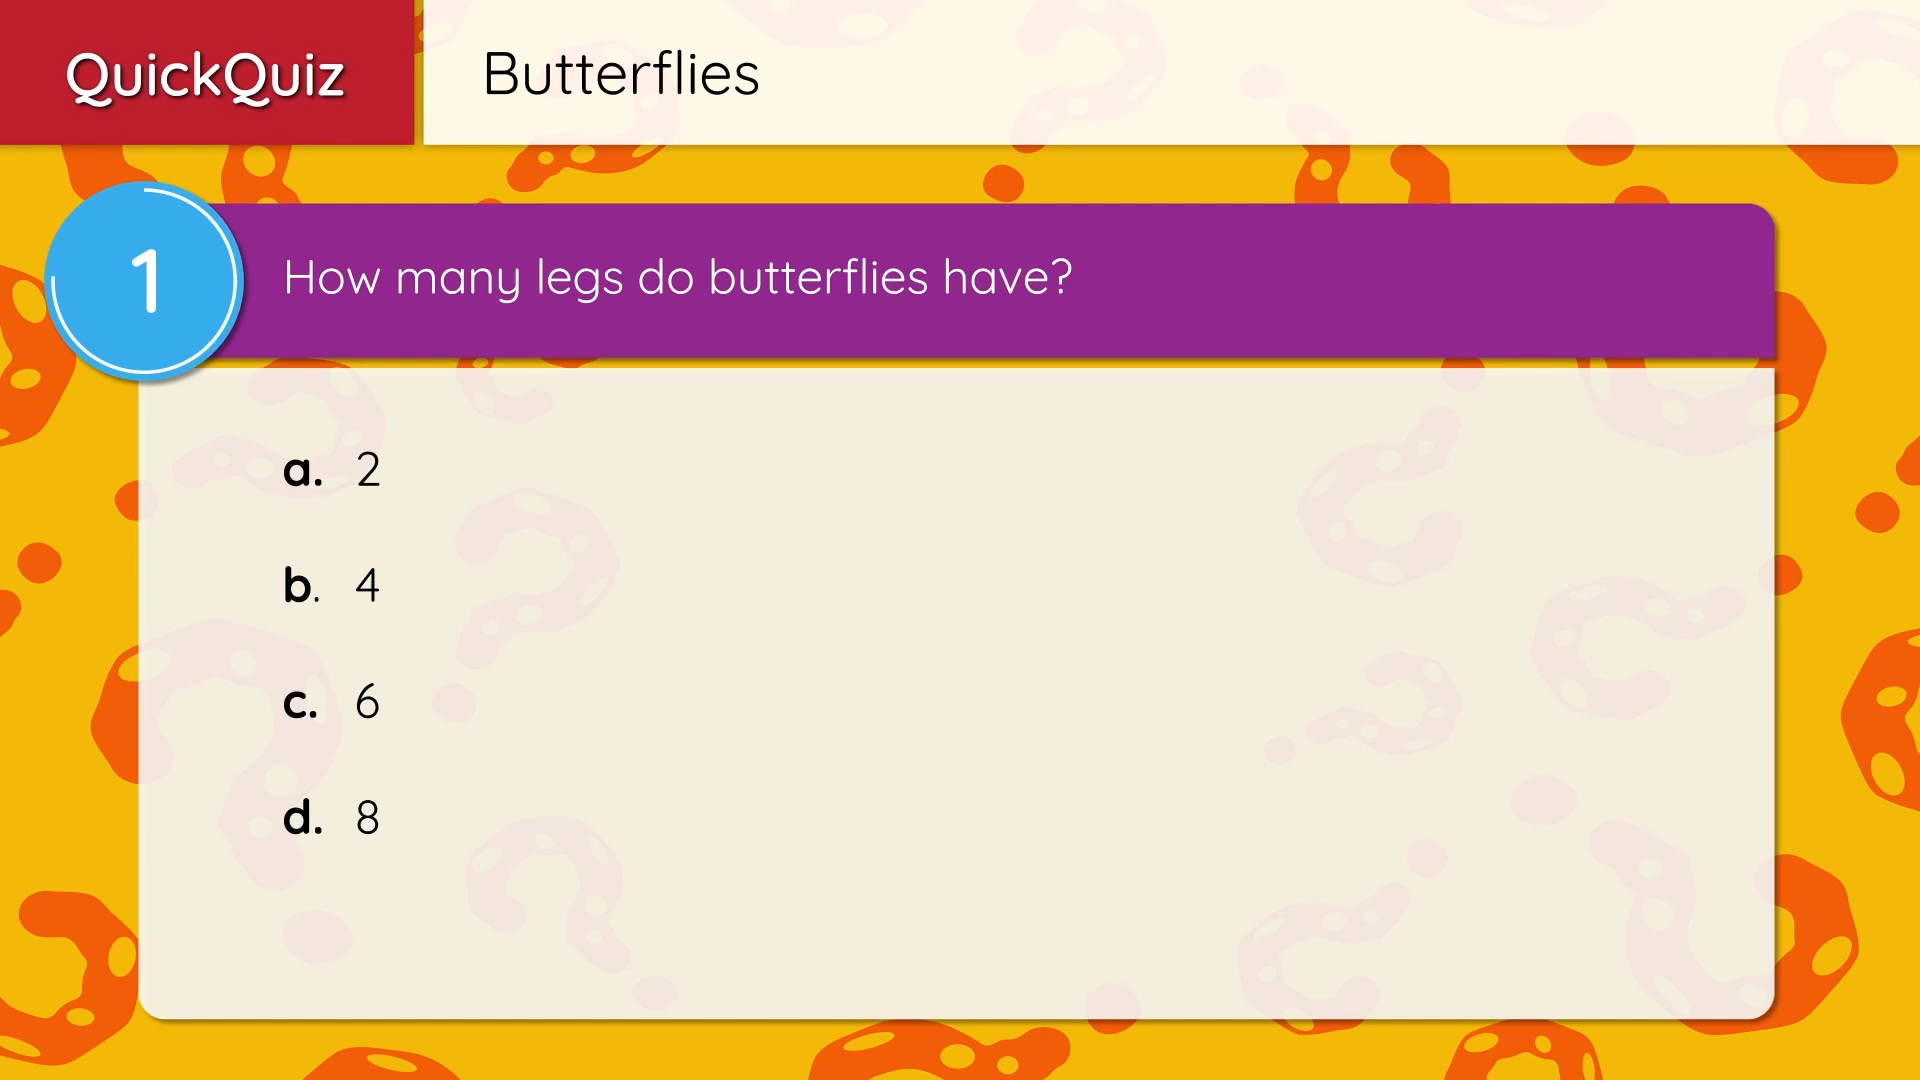 QuickQuiz
Butterflies
1
How many legs do butterflies have?
a. 2
b. 4
c. 6
d. 8